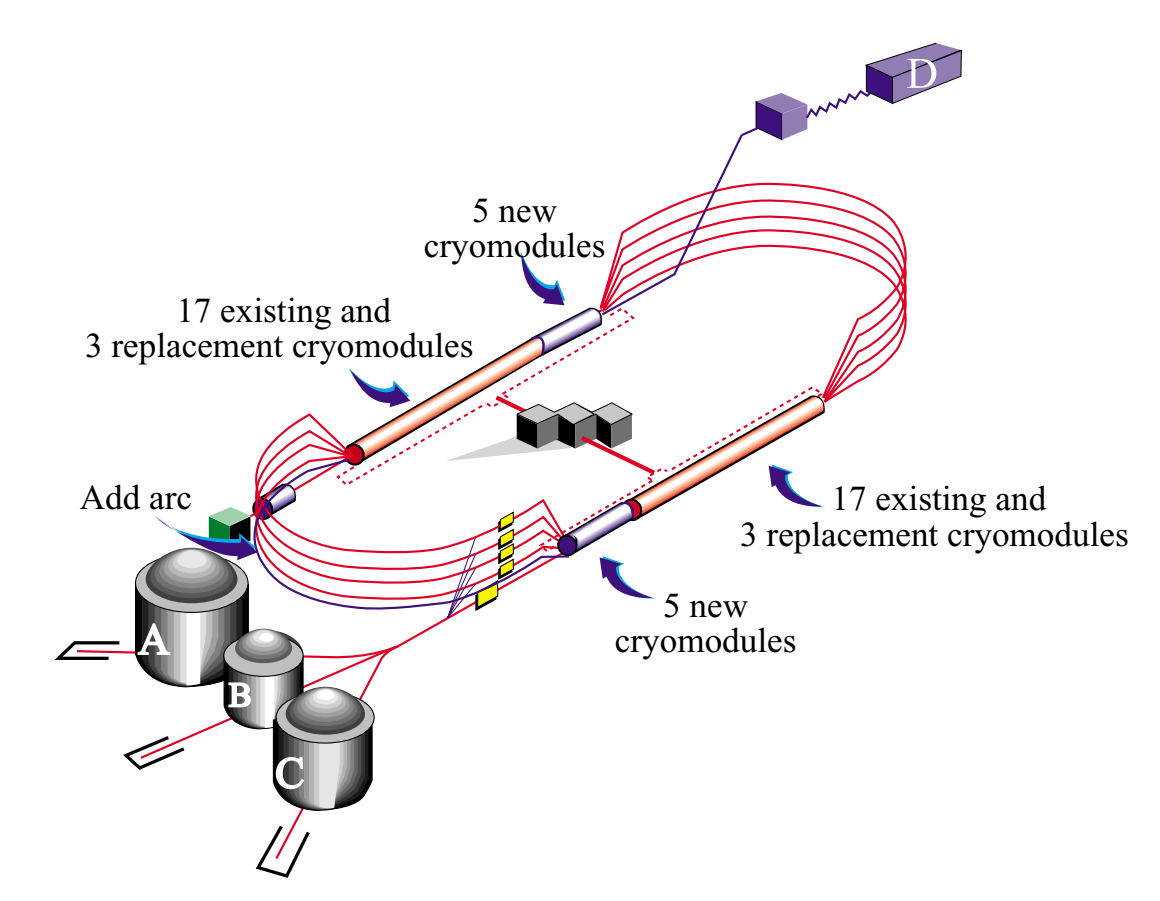 D
5 new
cryomodules
17 existing and
3 replacement cryomodules
Add arc
17 existing and
3 replacement cryomodules
5 new
cryomodules
A
B
C